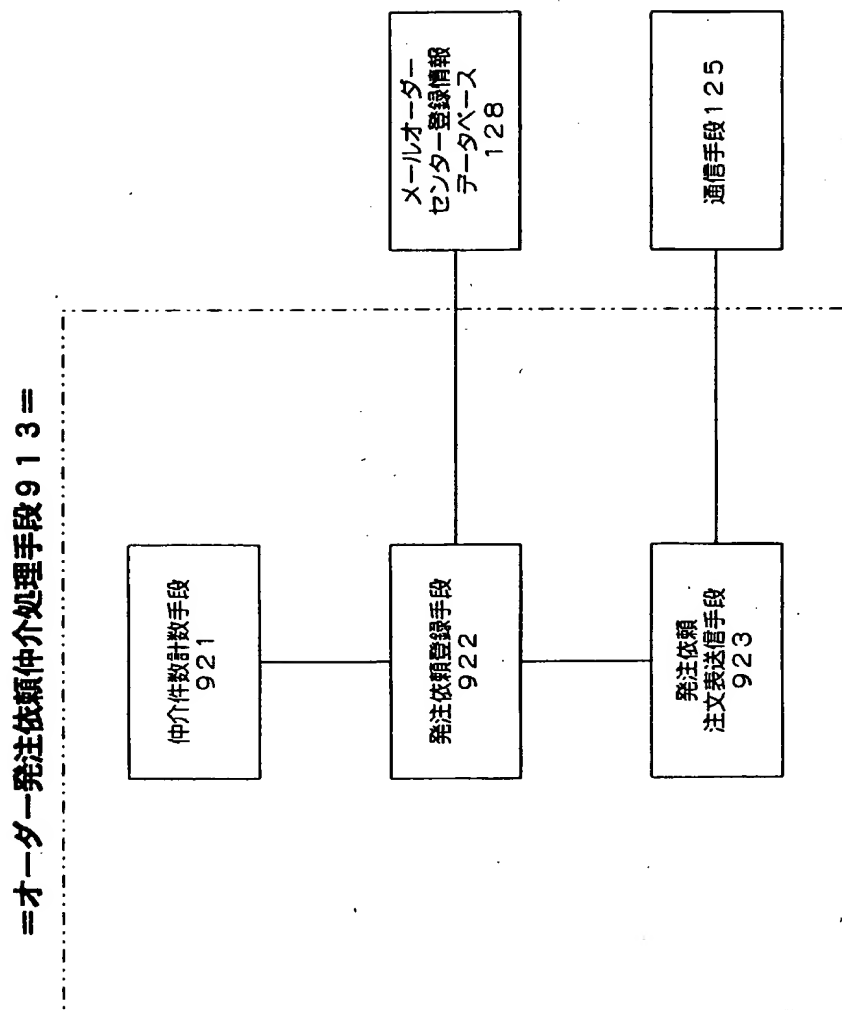 =オーダー発注依頼仲介処理手段913=
仲介件数計数手段
921
発注依頼登録手段
922
発注依頼
注文表送信手段
923
メールオーダー
センター登録情報
データベース
128
通信手段125